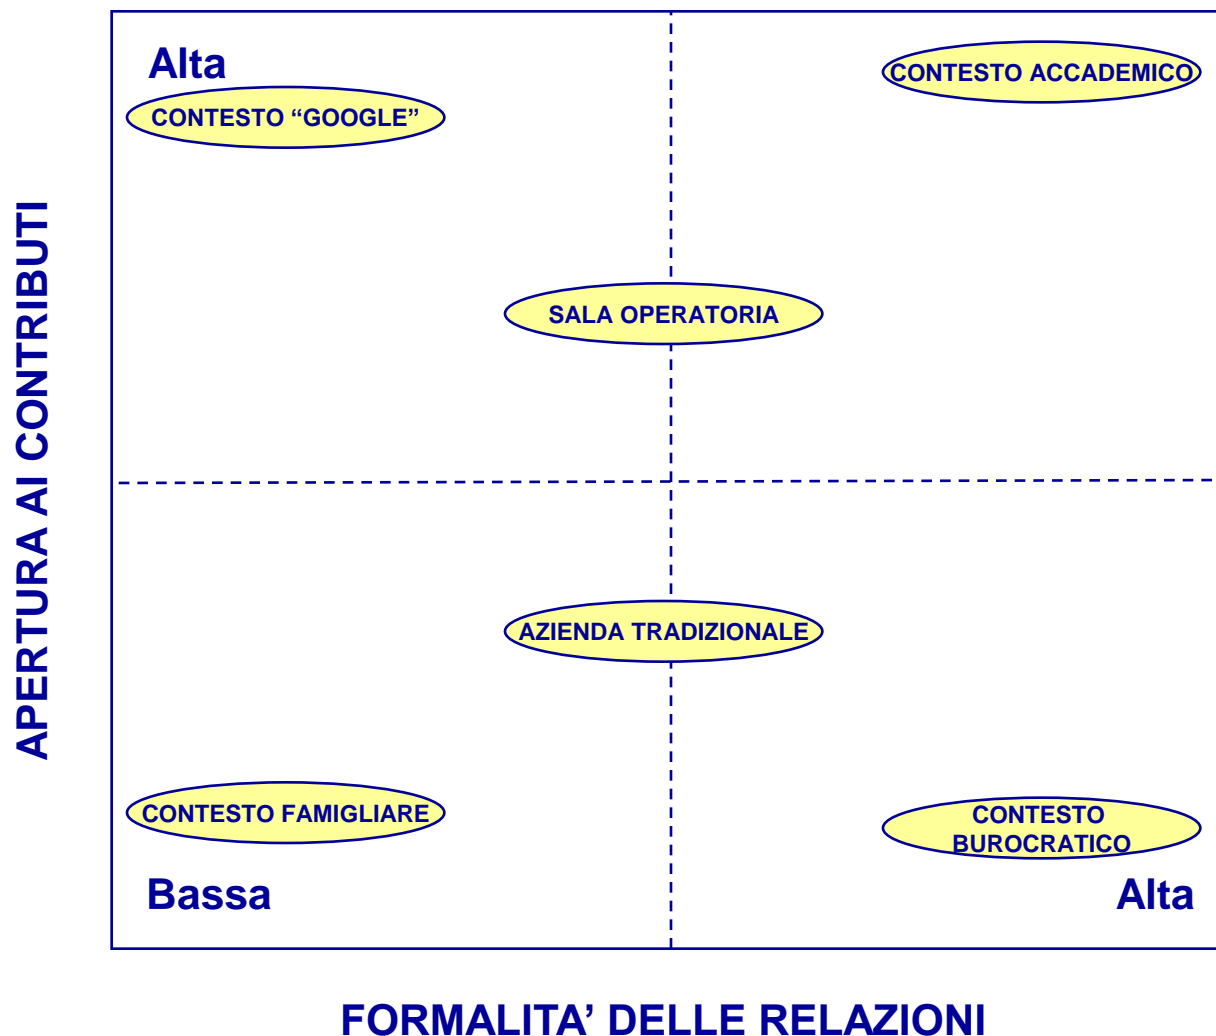 Alta
CONTESTO ACCADEMICO
CONTESTO “GOOGLE”
SALA OPERATORIA
APERTURA AI CONTRIBUTI
AZIENDA TRADIZIONALE
CONTESTO FAMIGLIARE
CONTESTO
BUROCRATICO
Bassa
Alta
FORMALITA’ DELLE RELAZIONI